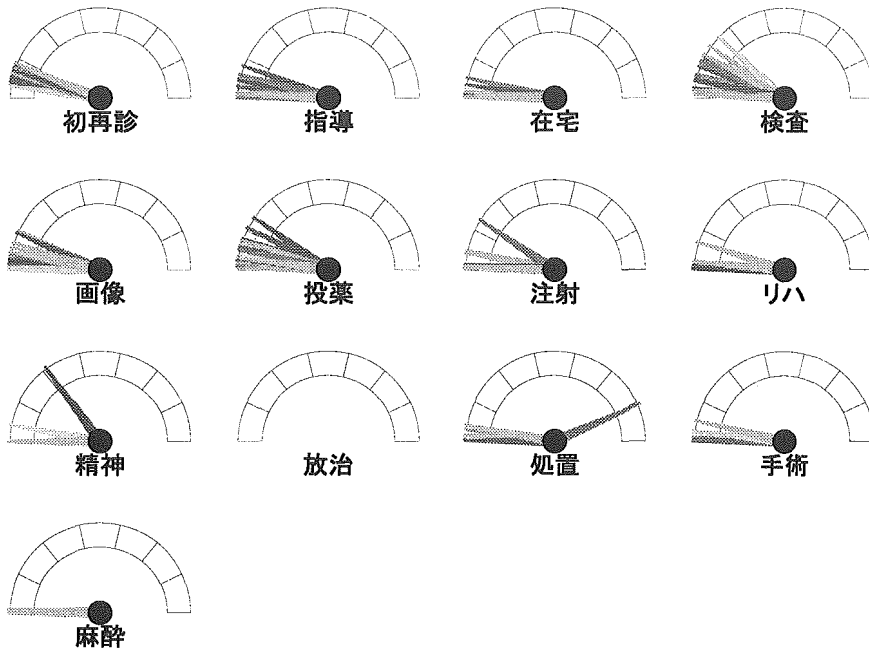 初再診 指導 在宅 検査
画像 投薬 注射 リハ
精神 放治 処置 手術
麻酔